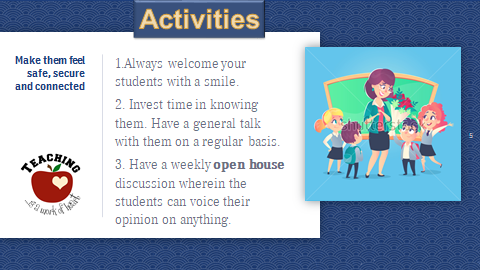 Activities
Make them feel
safe, secure
and connected
1.Always welcome your
students with a smile.
2. Invest time in knowing
them. Have a general talk
with them on a regular basis.
3. Have a weekly open house
discussion wherein the
students can voice their
opinion on anything.
TEACHING
...is a work of heart
5